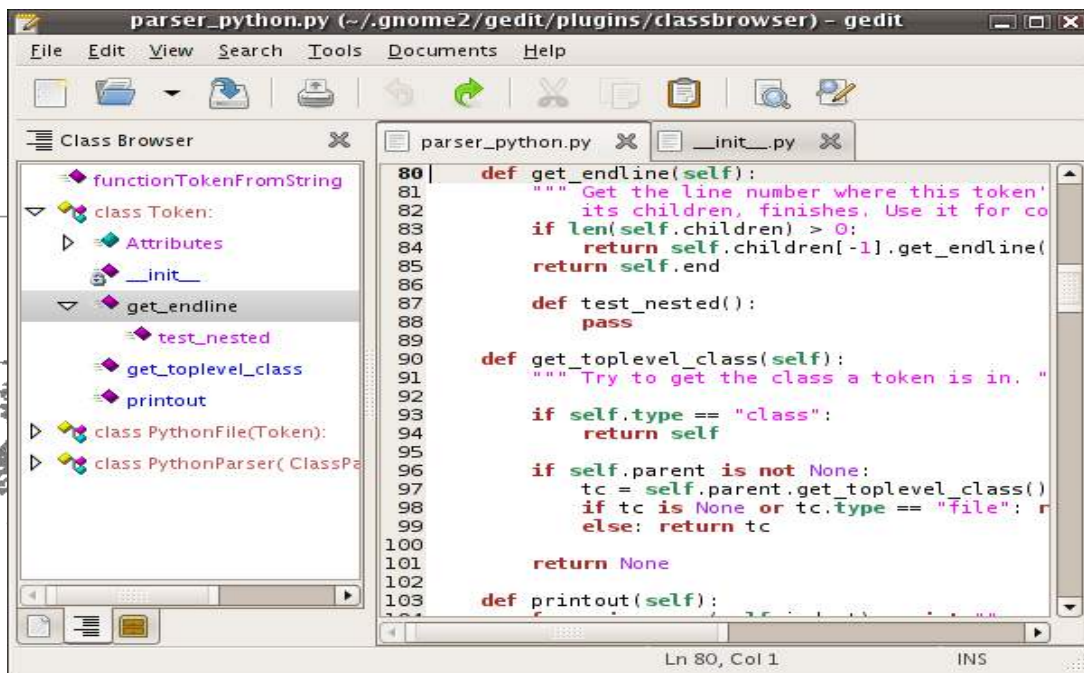 parser_python.py (~/.gnome2/gedit/plugins/classbrowser) – gedit
File Edit View Search Tools Documents Help
Class Browser
functionTokenFromString
class Token:
Attributes
__init__
get_endline
test_nested
get_toplevel_class
printout
class PythonFile(Token):
class PythonParser( ClassPa
parser_python.py
__init__.py
80 def get_endline(self):
81 """ Get the line number where this token'
82 its children, finishes. Use it for co
83 if len(self.children) > 0:
84 return self.children[-1].get_endline(
85 return self.end
86
87 def test_nested():
88 pass
89
90 def get_toplevel_class(self):
91 """ Try to get the class a token is in. "
92
93 if self.type == "class":
94 return self
95
96 if self.parent is not None:
97 tc = self.parent.get_toplevel_class()
98 if tc is None or tc.type == "file": r
99 else: return tc
100
101 return None
102
103 def printout(self):
Ln 80, Col 1
INS